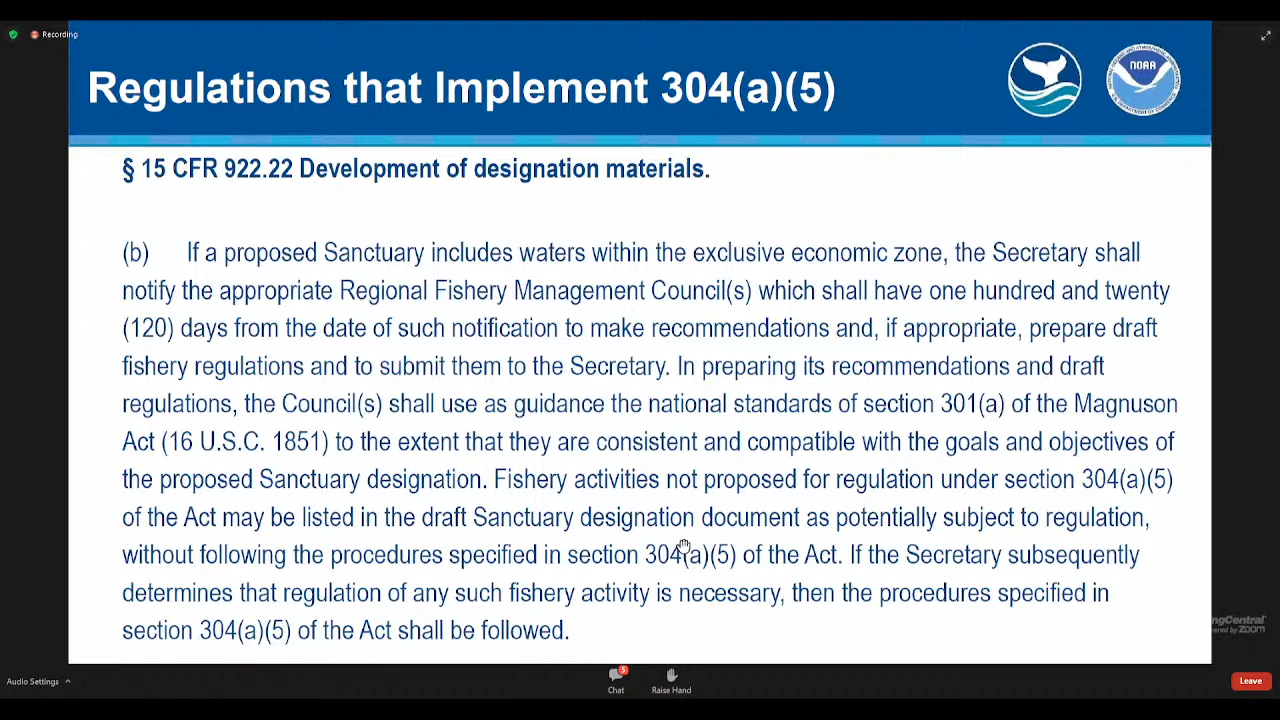 Recording
Regulations that Implement 304(a)(5)
NOAA
§ 15 CFR 922.22 Development of designation materials.
(b) If a proposed Sanctuary includes waters within the exclusive economic zone, the Secretary shall
notify the appropriate Regional Fishery Management Council(s) which shall have one hundred and twenty
(120) days from the date of such notification to make recommendations and, if appropriate, prepare draft
fishery regulations and to submit them to the Secretary. In preparing its recommendations and draft
regulations, the Council(s) shall use as guidance the national standards of section 301(a) of the Magnuson
Act (16 U.S.C. 1851) to the extent that they are consistent and compatible with the goals and objectives of
the proposed Sanctuary designation. Fishery activities not proposed for regulation under section 304(a)(5)
of the Act may be listed in the draft Sanctuary designation document as potentially subject to regulation,
without following the procedures specified in section 304(a)(5) of the Act. If the Secretary subsequently
determines that regulation of any such fishery activity is necessary, then the procedures specified in
section 304(a)(5) of the Act shall be followed.
ngCentral
ered by zoom
Audio Settings
5
Chat
Raise Hand
Leave